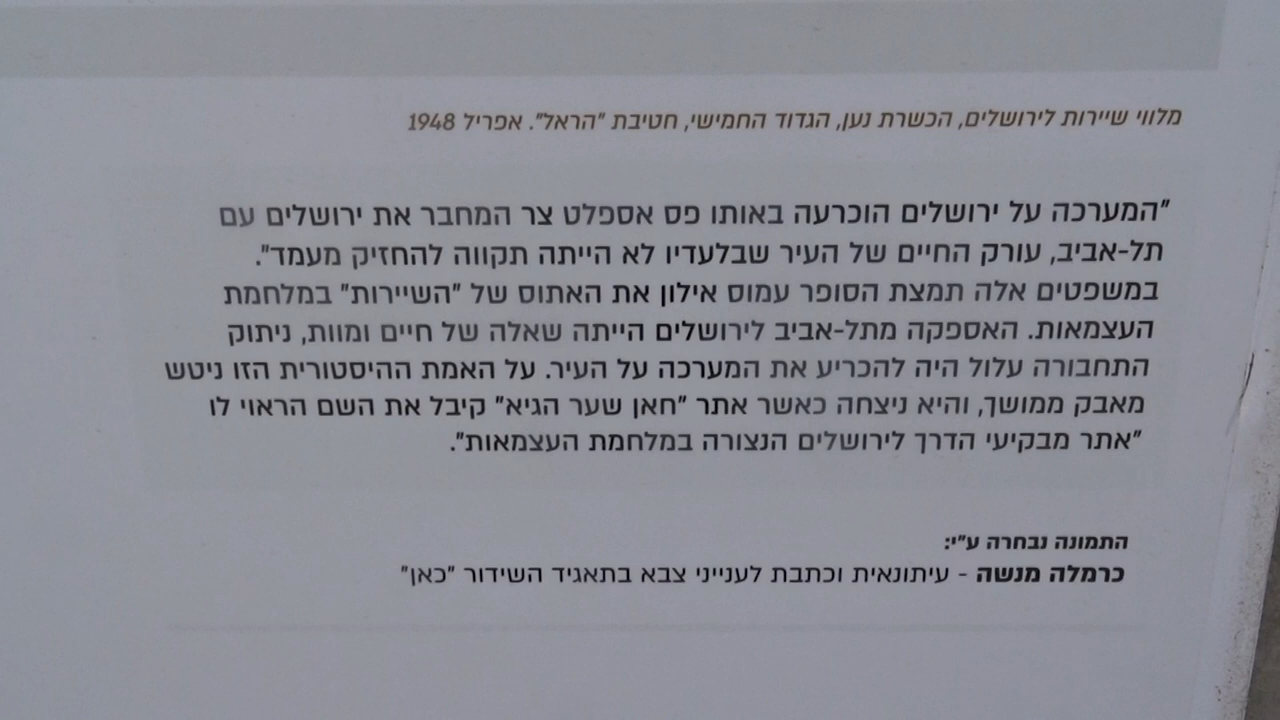 מלווי שיירות לירושלים, הכשרת נען, הגדוד החמישי, חטיבת "הראל". אפריל 1948
"המערכה על ירושלים הוכרעה באותו פס אספלט צר המחבר את ירושלים עם
תל-אביב, עורק החיים של העיר שבלעדיו לא הייתה תקווה להחזיק מעמד".
במשפטים אלה תמצת הסופר עמוס אילון את האתוס של "השיירות" במלחמת
העצמאות. האספקה מתל-אביב לירושלים הייתה שאלה של חיים ומוות, ניתוק
התחבורה עלול היה להכריע את המערכה על העיר. על האמת ההיסטורית הזו ניטש
מאבק ממושך, והיא ניצחה כאשר אתר "חאן שער הגיא" קיבל את השם הראוי לו
"אתר מבקיעי הדרך לירושלים הנצורה במלחמת העצמאות".
התמונה נבחרה ע"י:
כרמלה מנשה - עיתונאית וכתבת לענייני צבא בתאגיד השידור "כאן"